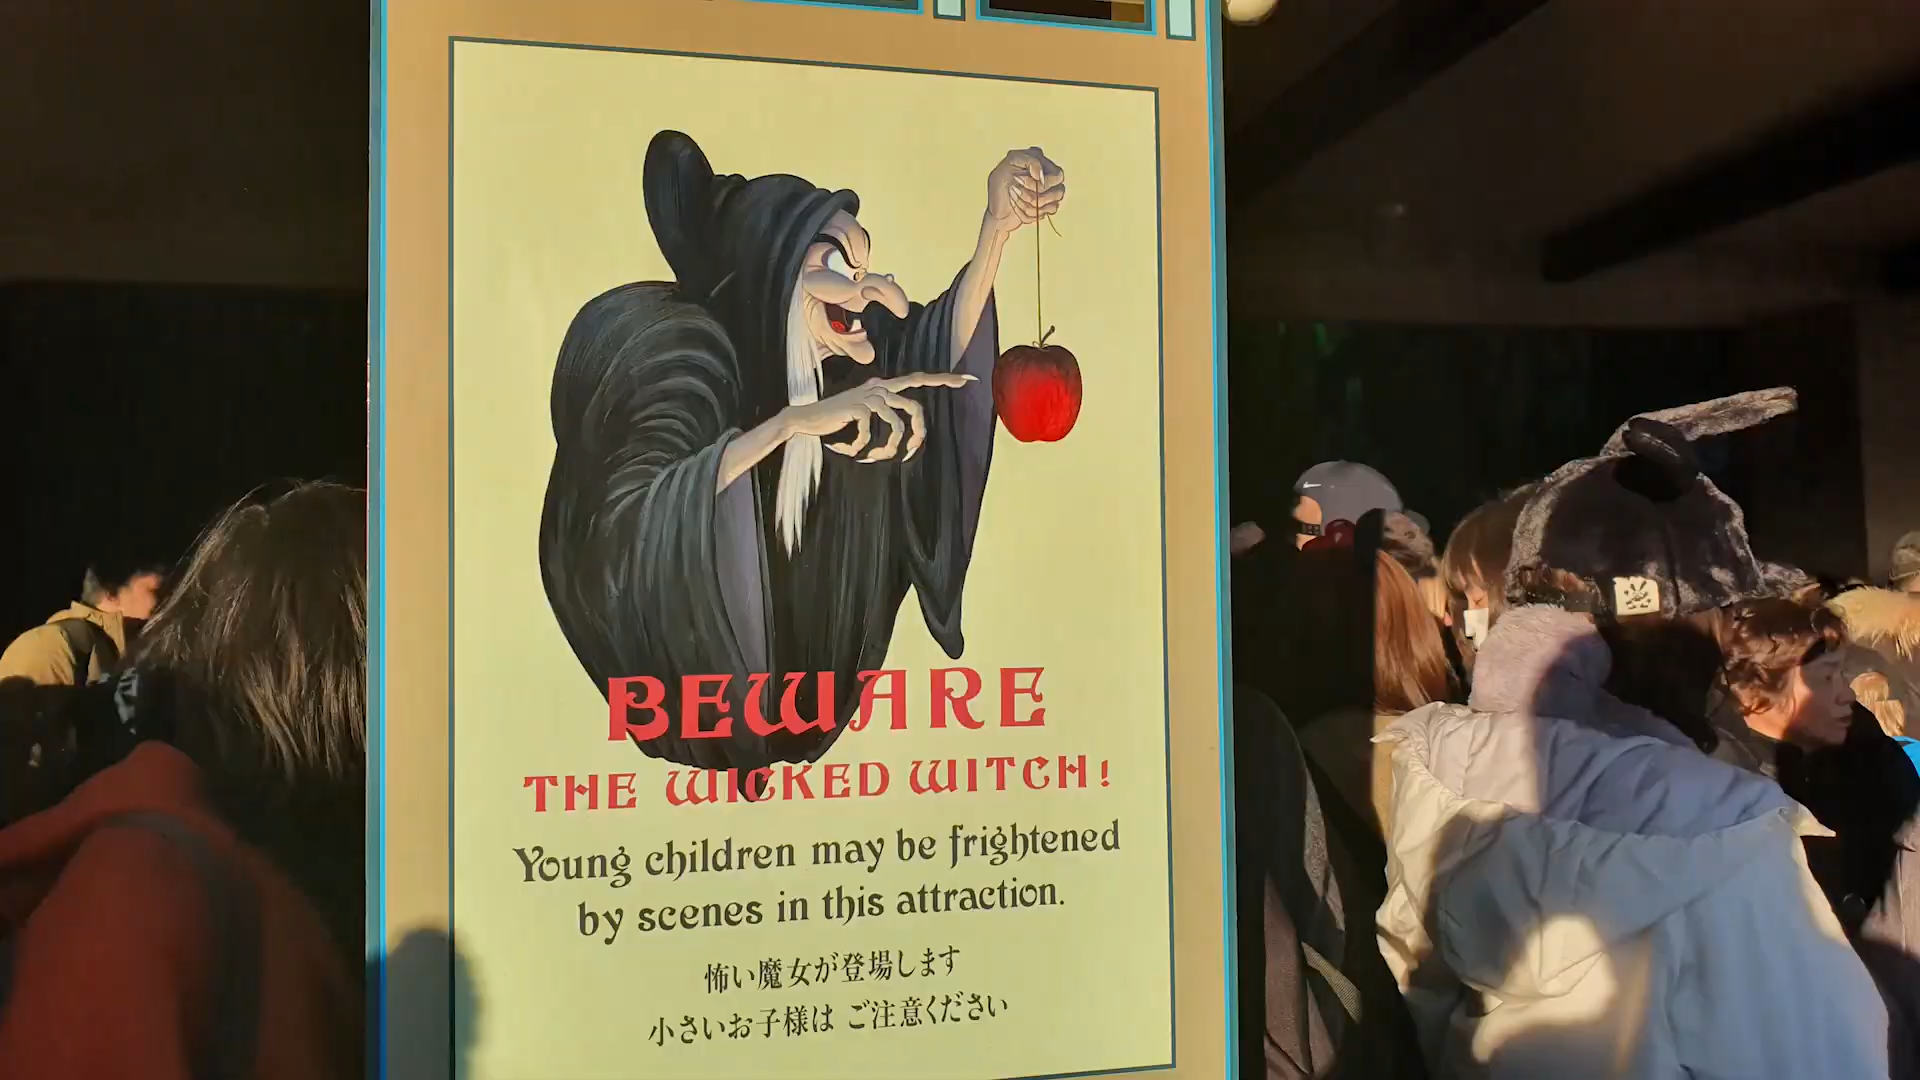 BEWARE
THE WICKED WITCH!
Young children may be frightened
by scenes in this attraction.
怖い魔女が登場します
小さいお子様は ご注意ください